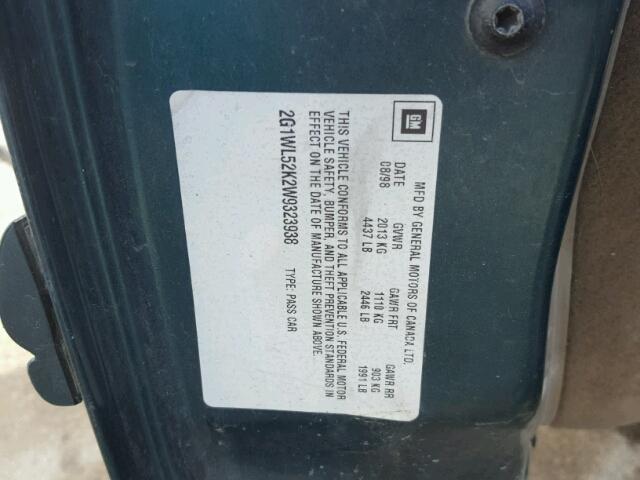 GM
MFD BY GENERAL MOTORS OF CANADA LTD.
DATE GVWR GAWR FRT GAWR RR
08/98 2013 KG 1110 KG 903 KG
4437 LB 2446 LB 1991 LB
THIS VEHICLE CONFORMS TO ALL APPLICABLE U.S. FEDERAL MOTOR
VEHICLE SAFETY, BUMPER, AND THEFT PREVENTION STANDARDS IN
EFFECT ON THE DATE OF MANUFACTURE SHOWN ABOVE.
2G1WL52K2W9323938 TYPE: PASS CAR